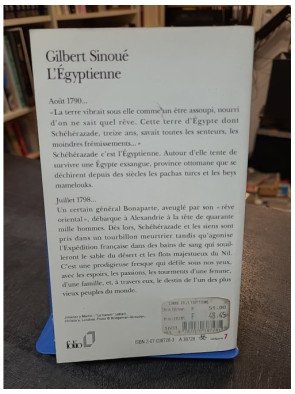 Gilbert Sinoué
L'Égyptienne
Août 1790...
«La terre vibrait sous elle comme un être assoupi, nourri
d'on ne sait quel rêve. Cette terre d'Égypte dont
Schéhérazade, treize ans, savait toutes les senteurs, les
moindres frémissements... »
Schéhérazade c'est l'Égyptienne. Autour d'elle tente de
survivre une Égypte exsangue, province ottomane que se
déchirent depuis des siècles les pachas turcs et les beys
mamelouks.
Juillet 1798...
Un certain général Bonaparte, aveuglé par son «rêve
oriental», débarque à Alexandrie à la tête de quarante
mille hommes. Dès lors, Schéhérazade et les siens sont
pris dans un tourbillon meurtrier tandis qu'agonise
l'Expédition française dans des bains de sang qui souil-
leront le sable du désert et les flots majestueux du Nil.
C'est une prodigieuse fresque qui défile sous nos yeux,
avec les espoirs, les passions, les tourments d'une femme,
d'une famille, et, à travers eux, le destin de l'un des plus
vieux peuples du monde.
folio